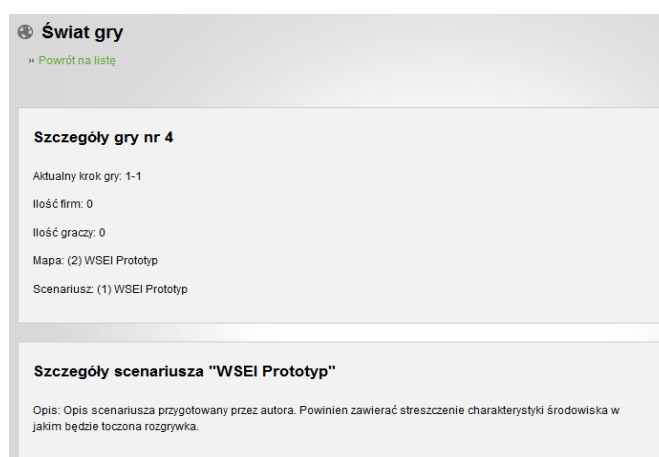 Świat gry
» Powrót na listę
Szczegóły gry nr 4
Aktualny krok gry: 1-1
Ilość firm: 0
Ilość graczy: 0
Mapa: (2) WSEI Prototyp
Scenariusz: (1) WSEI Prototyp
Szczegóły scenariusza "WSEI Prototyp"
Opis: Opis scenariusza przygotowany przez autora. Powinien zawierać streszczenie charakterystyki środowiska w
jakim będzie toczona rozgrywka.